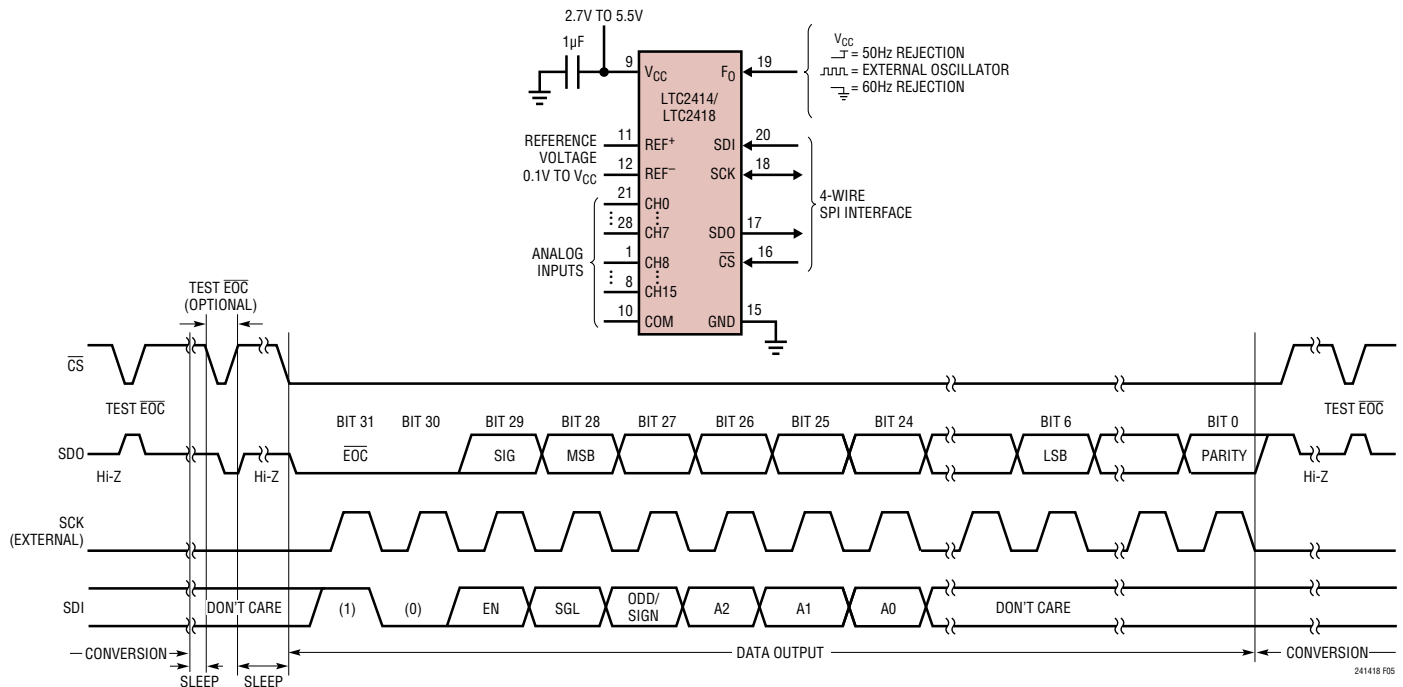 2.7V TO 5.5V
1µF
9
VCC
FO
19
VCC
= 50Hz REJECTION
= EXTERNAL OSCILLATOR
= 60Hz REJECTION
LTC2414/
LTC2418
REFERENCE
VOLTAGE
0.1V TO VCC
11
REF+
12
REF–
SDI
20
SCK
18
4-WIRE
SPI INTERFACE
ANALOG
INPUTS
21
CH0
28
CH7
1
CH8
8
CH15
10
COM
SDO
17
CS
16
GND
15
TEST EOC
(OPTIONAL)
CS
TEST EOC
TEST EOC
BIT 31
BIT 30
BIT 29
BIT 28
BIT 27
BIT 26
BIT 25
BIT 24
BIT 6
BIT 0
SDO
EOC
SIG
MSB
LSB
PARITY
Hi-Z
Hi-Z
Hi-Z
SCK
(EXTERNAL)
SDI
DON'T CARE
(1)
(0)
EN
SGL
ODD/
SIGN
A2
A1
A0
DON'T CARE
CONVERSION
DATA OUTPUT
CONVERSION
SLEEP
SLEEP
241418 F05